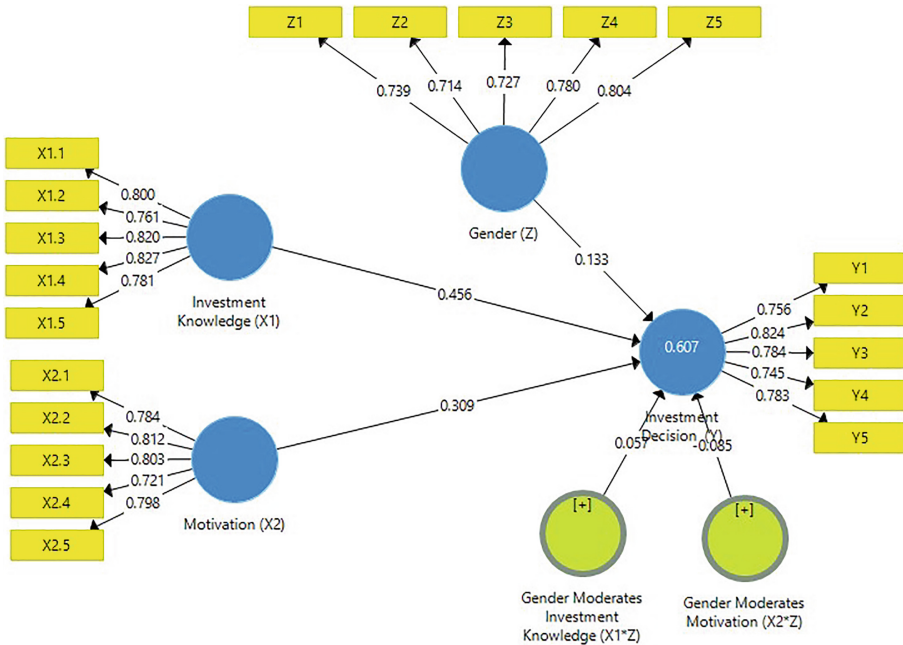 Z1
Z2
Z3
Z4
Z5
0.739
0.714
0.727
0.780
0.804
Gender (Z)
0.133
X1.1
X1.2
X1.3
X1.4
X1.5
0.800
0.761
0.820
0.827
0.781
Investment
Knowledge (X1)
0.456
X2.1
X2.2
X2.3
X2.4
X2.5
0.784
0.812
0.803
0.721
0.798
Motivation (X2)
0.309
0.607
Investment
Decision (Y)
0.756
0.824
0.784
0.745
0.783
Y1
Y2
Y3
Y4
Y5
0.057
-0.085
[+]
Gender Moderates
Investment
Knowledge (X1*Z)
[+]
Gender Moderates
Motivation (X2*Z)